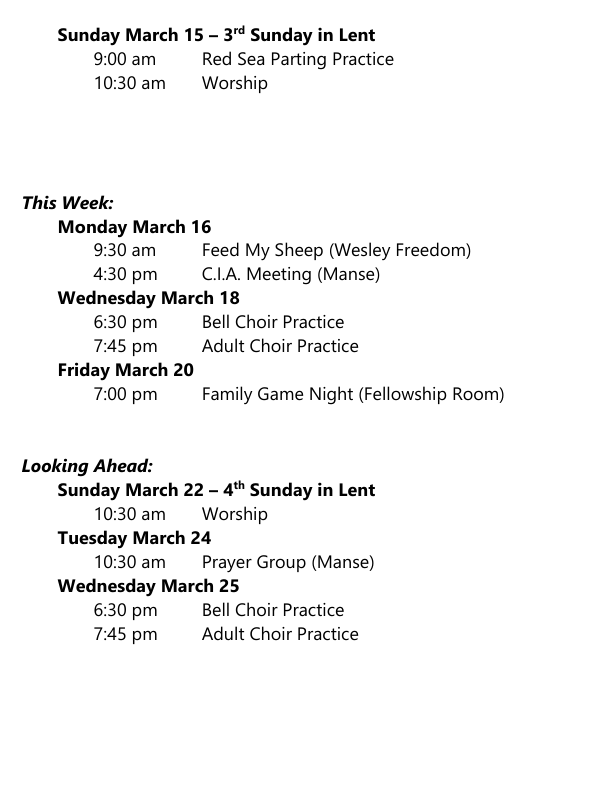 Sunday March 15 – 3rd Sunday in Lent
9:00 am Red Sea Parting Practice
10:30 am Worship
This Week:
Monday March 16
9:30 am Feed My Sheep (Wesley Freedom)
4:30 pm C.I.A. Meeting (Manse)
Wednesday March 18
6:30 pm Bell Choir Practice
7:45 pm Adult Choir Practice
Friday March 20
7:00 pm Family Game Night (Fellowship Room)
Looking Ahead:
Sunday March 22 – 4th Sunday in Lent
10:30 am Worship
Tuesday March 24
10:30 am Prayer Group (Manse)
Wednesday March 25
6:30 pm Bell Choir Practice
7:45 pm Adult Choir Practice